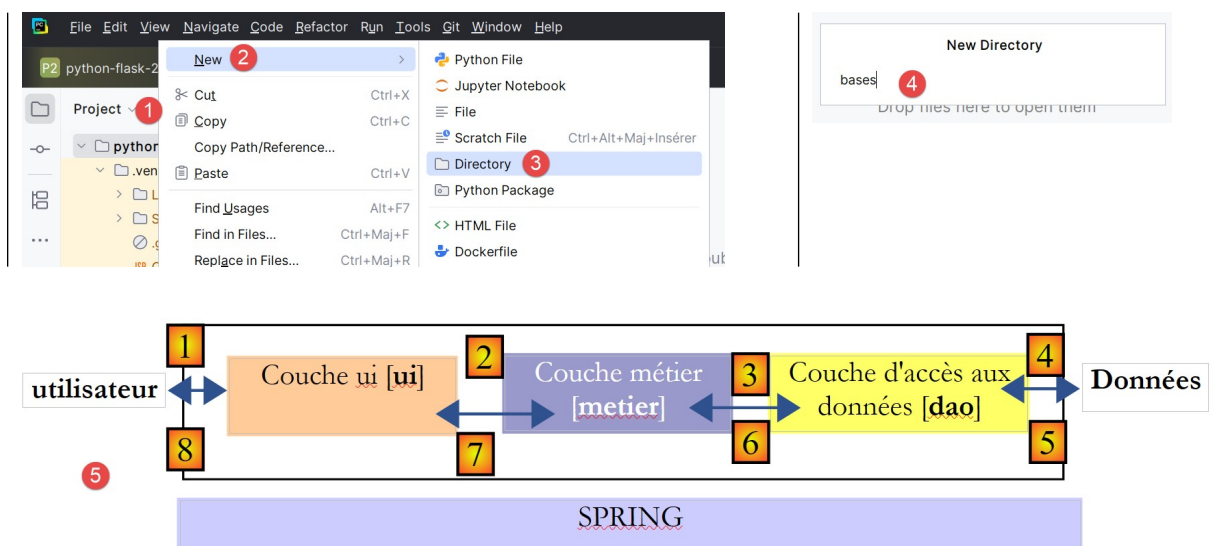 File Edit View Navigate Code Refactor Run Tools Git Window Help
P2 python-flask-2
Project 1
python
.ven
L
S
.g
New 2
Cut Ctrl+X
Copy Ctrl+C
Copy Path/Reference...
Paste Ctrl+V
Find Usages Alt+F7
Find in Files... Ctrl+Maj+F
Replace in Files... Ctrl+Maj+R
Python File
Jupyter Notebook
File
Scratch File Ctrl+Alt+Maj+Insérer
Directory 3
Python Package
HTML File
Dockerfile
New Directory
bases 4
Drop files here to open them
1 2 3 4
utilisateur
Couche ui [ui]
Couche métier
[metier]
Couche d'accès aux
données [dao]
Données
8 7 6 5
5
SPRING